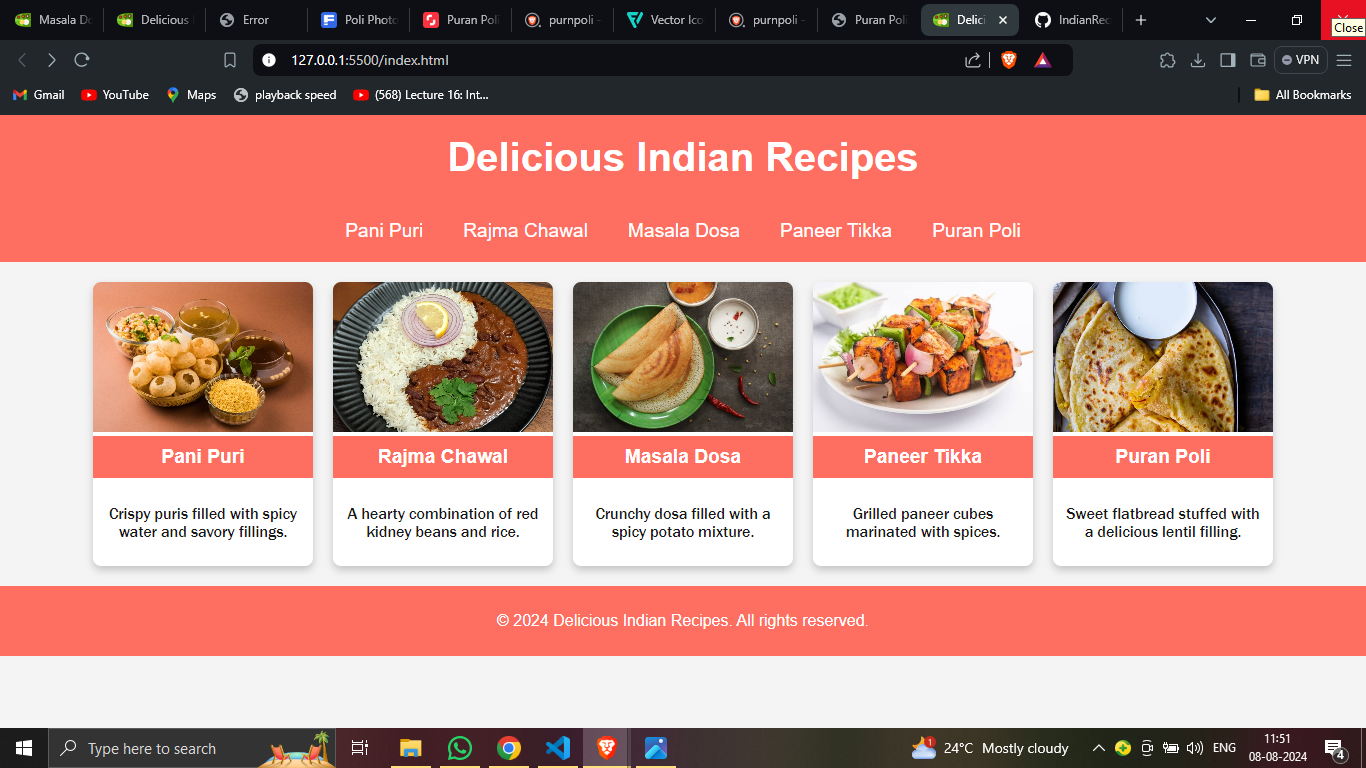 Masala Do
Delicious
Error
Poli Photo
Puran Poli
purnpoli -
Vector Ico
purnpoli -
Puran Poli
Delici
IndianRec
Close
127.0.0.1:5500/index.html
VPN
Gmail
YouTube
Maps
playback speed
(568) Lecture 16: Int...
All Bookmarks
Delicious Indian Recipes
Pani Puri
Rajma Chawal
Masala Dosa
Paneer Tikka
Puran Poli
Pani Puri
Rajma Chawal
Masala Dosa
Paneer Tikka
Puran Poli
Crispy puris filled with spicy
water and savory fillings.
A hearty combination of red
kidney beans and rice.
Crunchy dosa filled with a
spicy potato mixture.
Grilled paneer cubes
marinated with spices.
Sweet flatbread stuffed with
a delicious lentil filling.
© 2024 Delicious Indian Recipes. All rights reserved.
Type here to search
1
24°C Mostly cloudy
ENG
11:51
08-08-2024
4